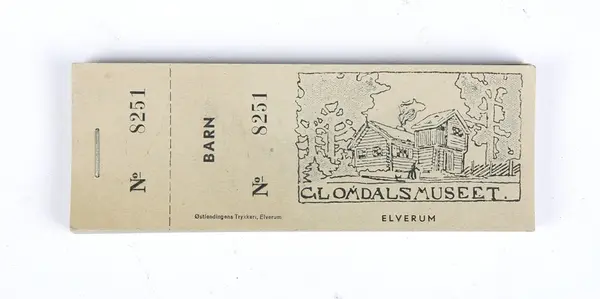 Nº 8251
BARN
Nº 8251
Østlendingens Trykkeri, Elverum
GLOMDALSMUSEET.
ELVERUM